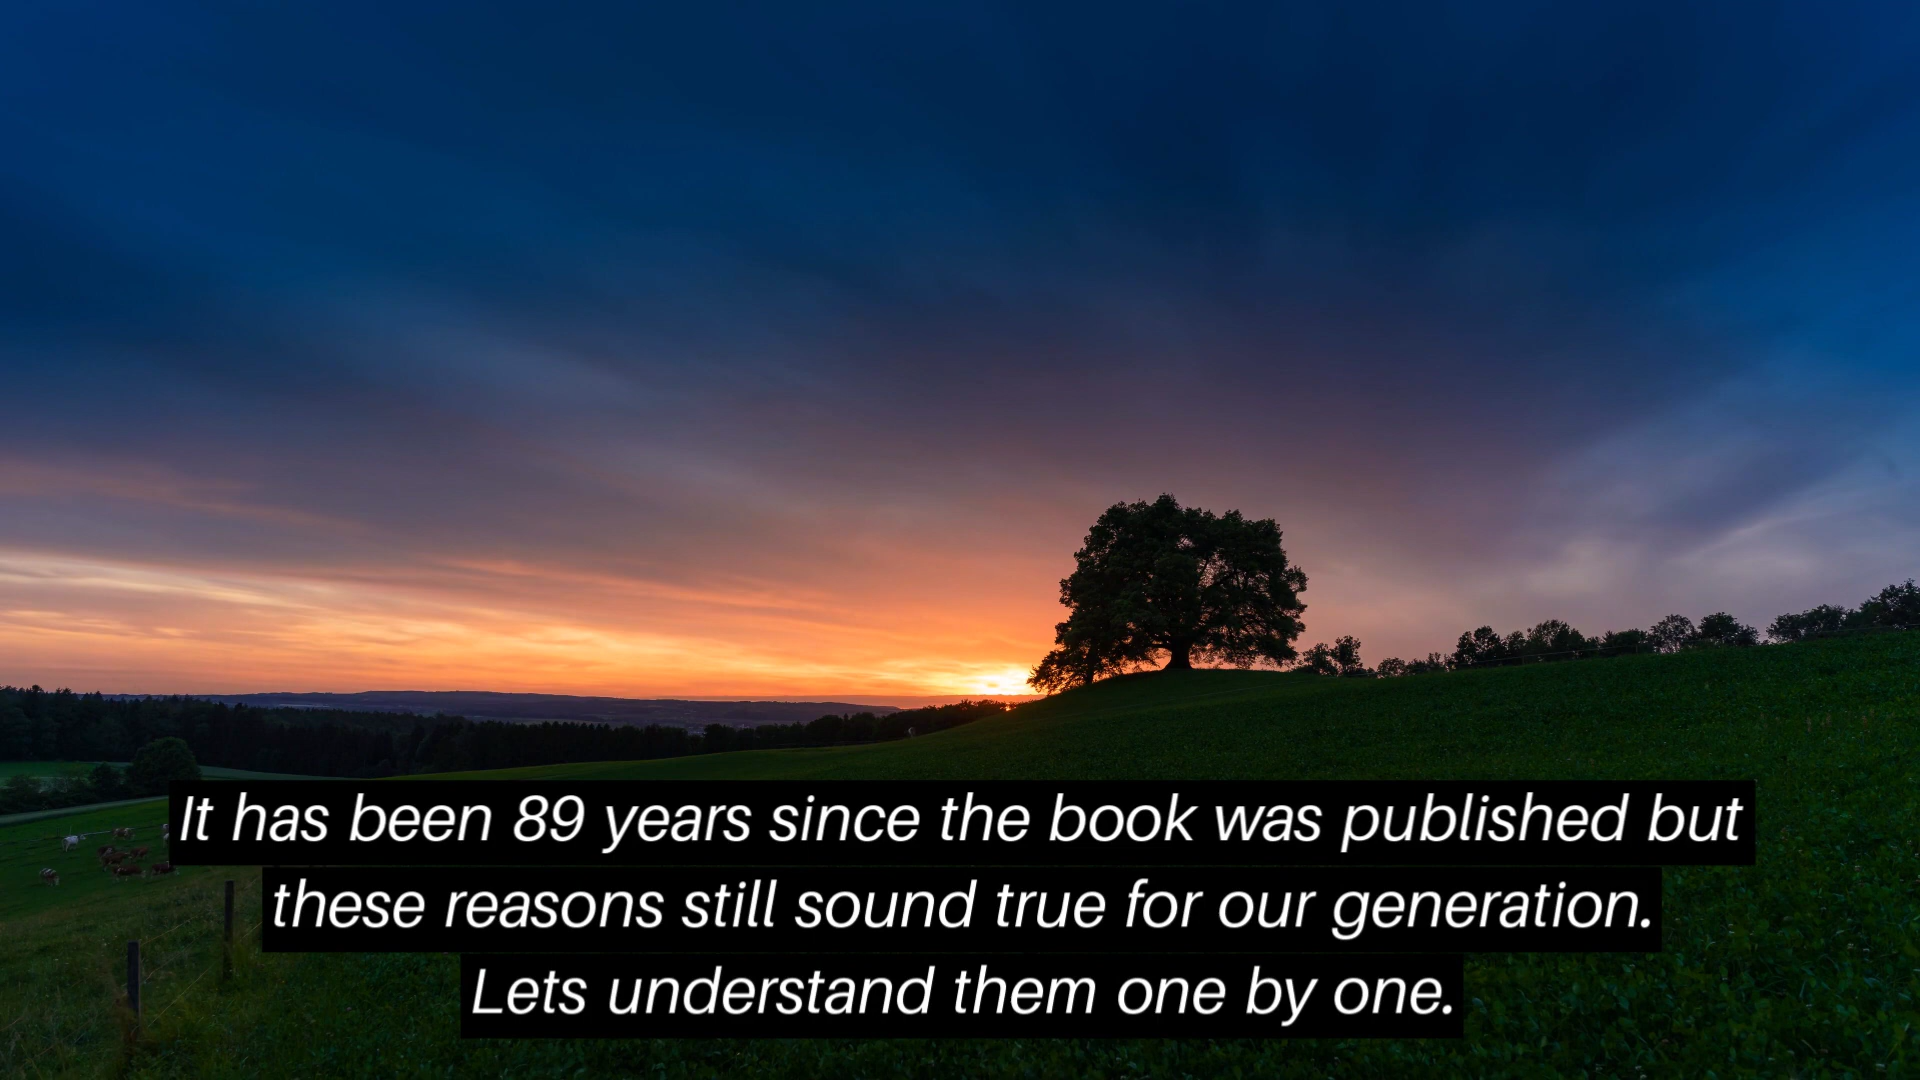 It has been 89 years since the book was published but
these reasons still sound true for our generation.
Lets understand them one by one.